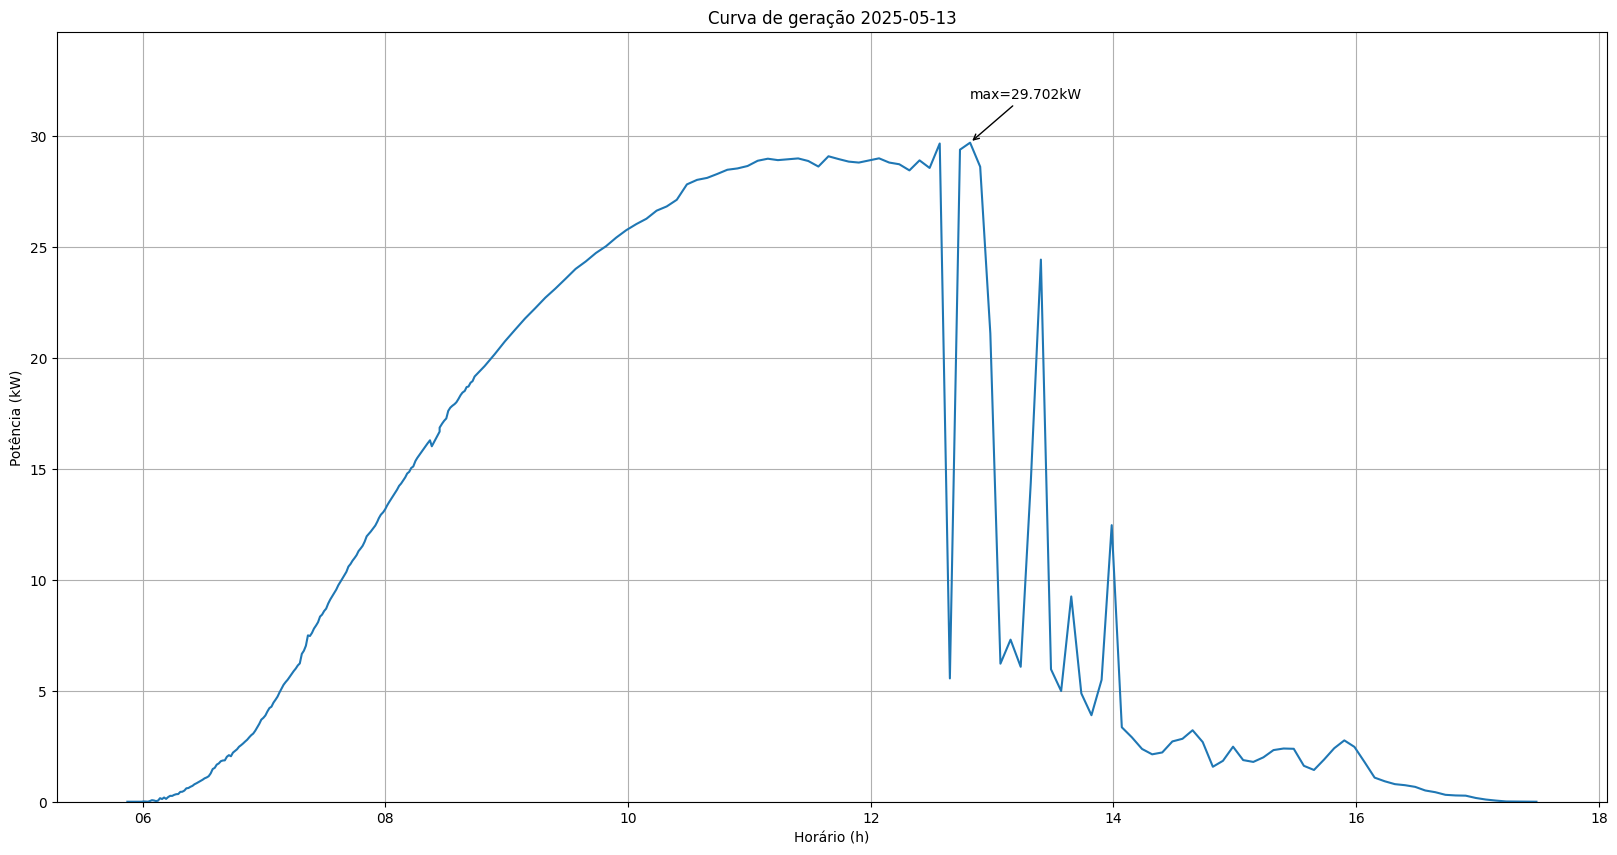 Curva de geração 2025-05-13
max=29.702kW
Potência (kW)
30
25
20
15
10
5
0
06 08 10 12 14 16 18
Horário (h)